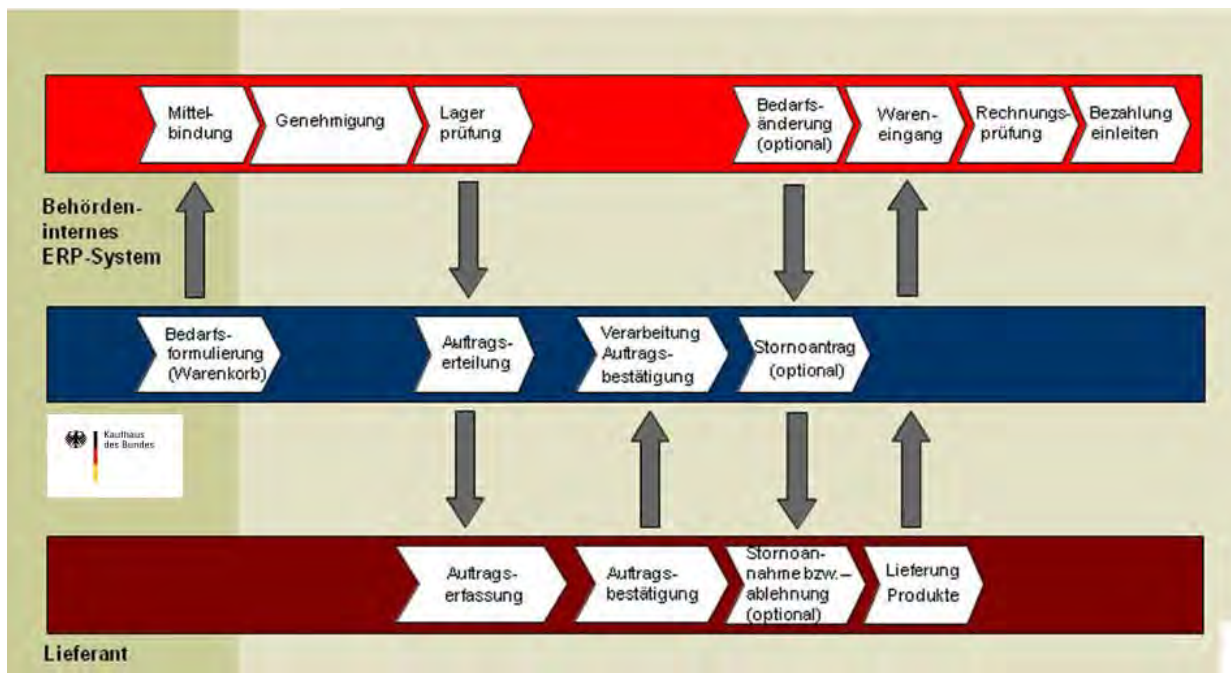 Mittel-
bindung
Genehmigung
Lager
prüfung
Bedarfs-
änderung
(optional)
Waren-
eingang
Rechnungs-
prüfung
Bezahlung
einleiten
Behörden-
internes
ERP-System
Bedarfs-
formulierung
(Warenkorb)
Auftrags-
erteilung
Verarbeitung
Auftrags-
bestätigung
Stornoantrag
(optional)
Kaufhaus
des Bundes
Auftrags-
erfassung
Auftrags-
bestätigung
Stornoan-
nahme bzw.–
ablehnung
(optional)
Lieferung
Produkte
Lieferant